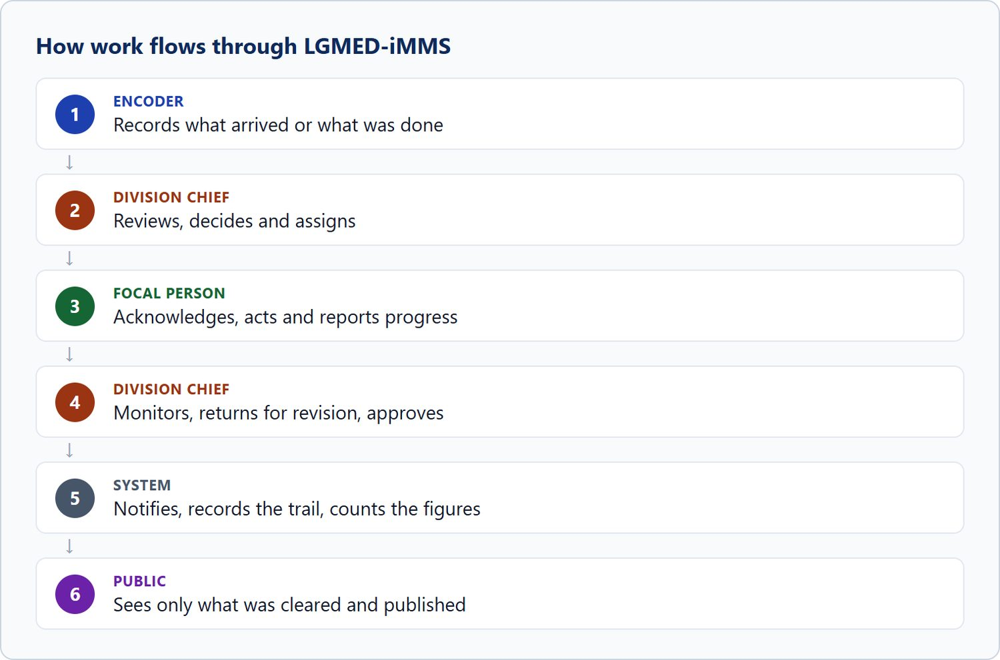 How work flows through LGMED-iMMS
1
ENCODER
Records what arrived or what was done
↓
2
DIVISION CHIEF
Reviews, decides and assigns
↓
3
FOCAL PERSON
Acknowledges, acts and reports progress
↓
4
DIVISION CHIEF
Monitors, returns for revision, approves
↓
5
SYSTEM
Notifies, records the trail, counts the figures
↓
6
PUBLIC
Sees only what was cleared and published